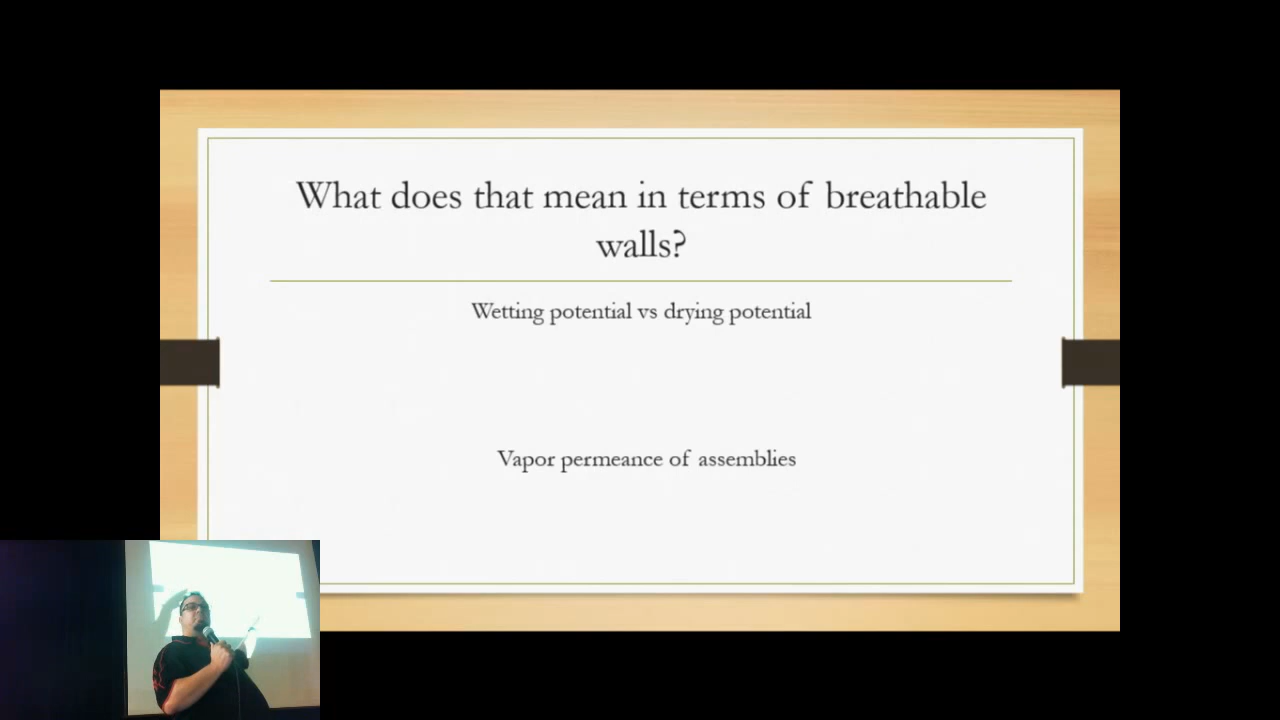 What does that mean in terms of breathable
walls?
Wetting potential vs drying potential
Vapor permeance of assemblies